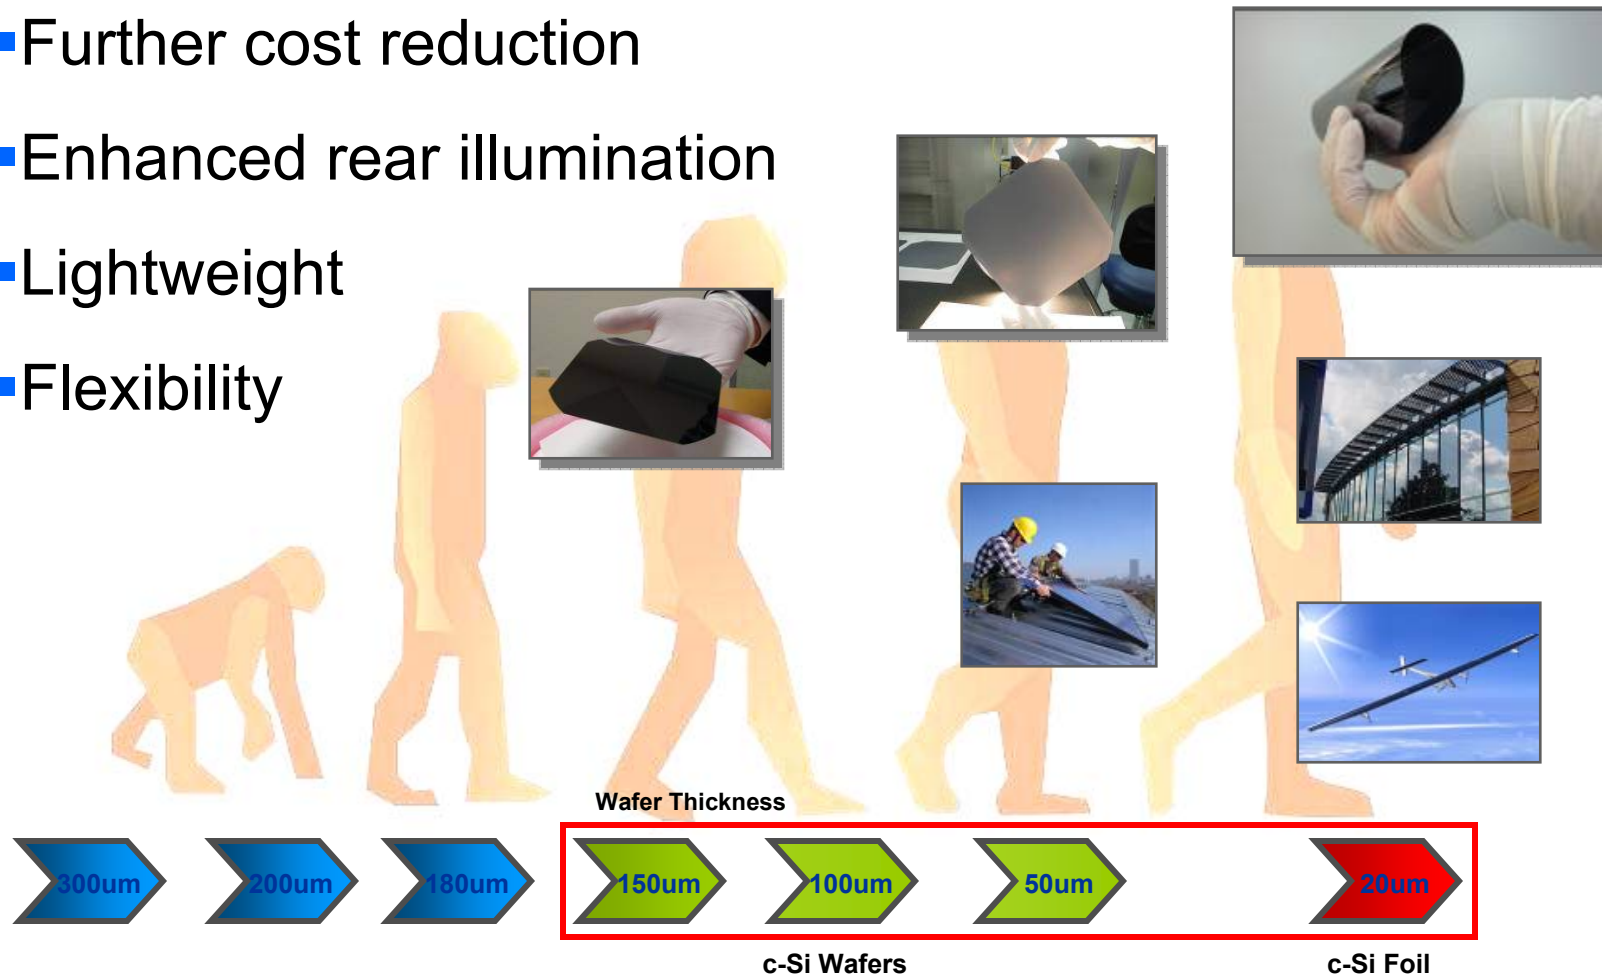 ▪Further cost reduction
▪Enhanced rear illumination
▪Lightweight
▪Flexibility
Wafer Thickness
300um 200um 180um 150um 100um 50um 20um
c-Si Wafers c-Si Foil